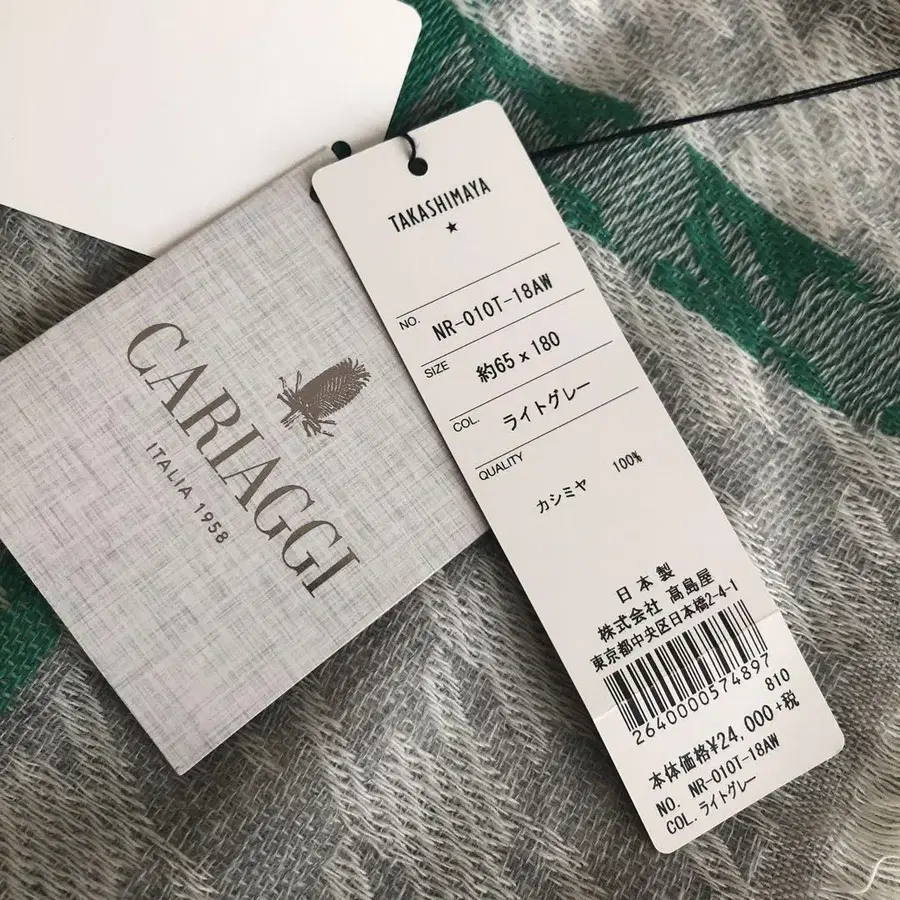 CARIAGGI
ITALIA 1958
TAKASHIMAYA
NO. NR-010T-18AW
SIZE 約65×180
COL. ライトグレー
QUALITY
カシミヤ 100%
日本製
株式会社 高島屋
東京都中央区日本橋2-4-1
2640000574897
810
本体価格¥24,000+税
NO. NR-010T-18AW
COL. ライトグレー